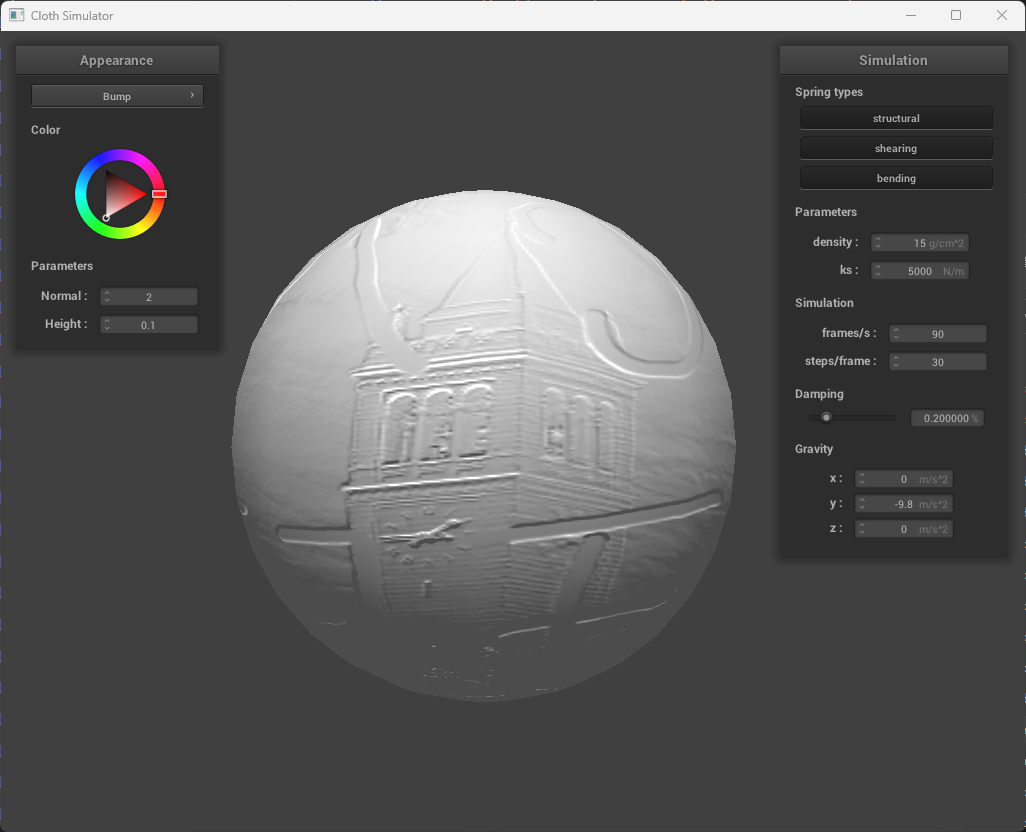 Cloth Simulator
Appearance
Bump
Color
Parameters
Normal : 2
Height : 0.1
Simulation
Spring types
structural
shearing
bending
Parameters
density : 15 g/cm^2
ks : 5000 N/m
Simulation
frames/s : 90
steps/frame : 30
Damping
0.200000 %
Gravity
x : 0 m/s^2
y : -9.8 m/s^2
z : 0 m/s^2